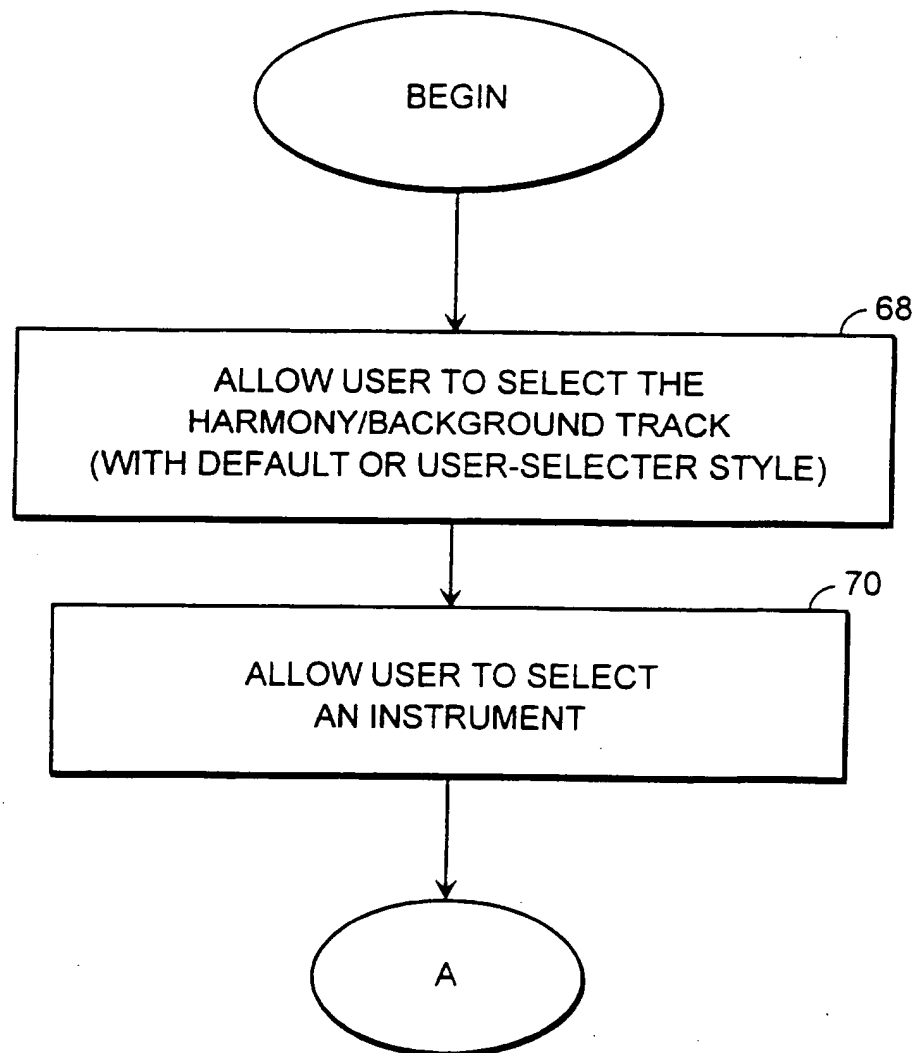 BEGIN
68
ALLOW USER TO SELECT THE
HARMONY/BACKGROUND TRACK
(WITH DEFAULT OR USER-SELECTER STYLE)
70
ALLOW USER TO SELECT
AN INSTRUMENT
A